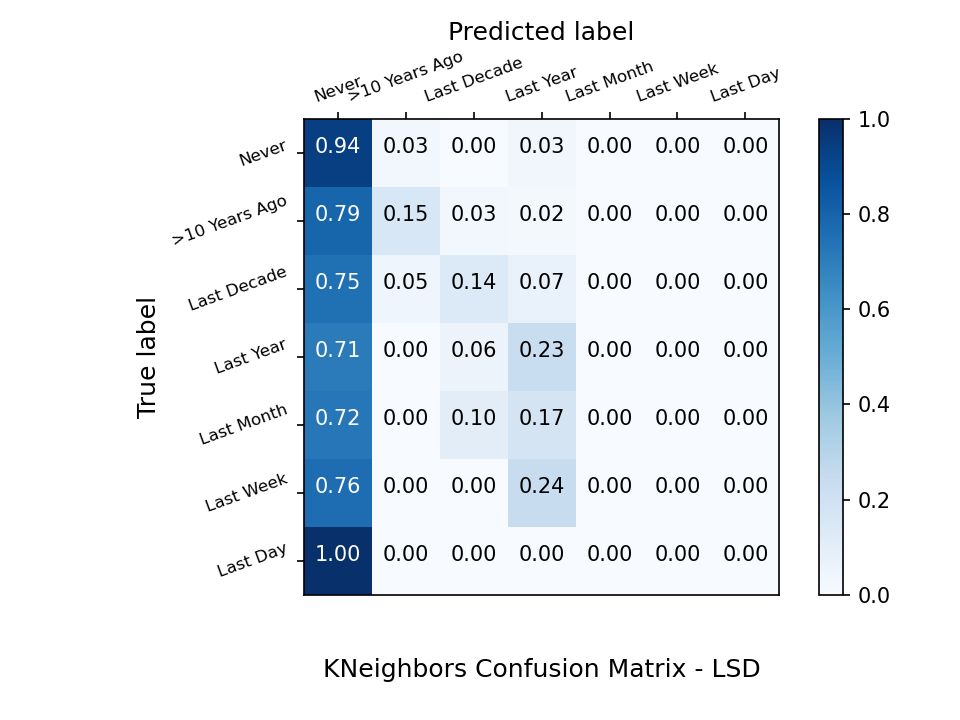 Predicted label
Never >10 Years Ago Last Decade Last Year Last Month Last Week Last Day
Never 0.94 0.03 0.00 0.03 0.00 0.00 0.00
>10 Years Ago 0.79 0.15 0.03 0.02 0.00 0.00 0.00
Last Decade 0.75 0.05 0.14 0.07 0.00 0.00 0.00
Last Year 0.71 0.00 0.06 0.23 0.00 0.00 0.00
Last Month 0.72 0.00 0.10 0.17 0.00 0.00 0.00
Last Week 0.76 0.00 0.00 0.24 0.00 0.00 0.00
Last Day 1.00 0.00 0.00 0.00 0.00 0.00 0.00
True label
1.0
0.8
0.6
0.4
0.2
0.0
KNeighbors Confusion Matrix - LSD